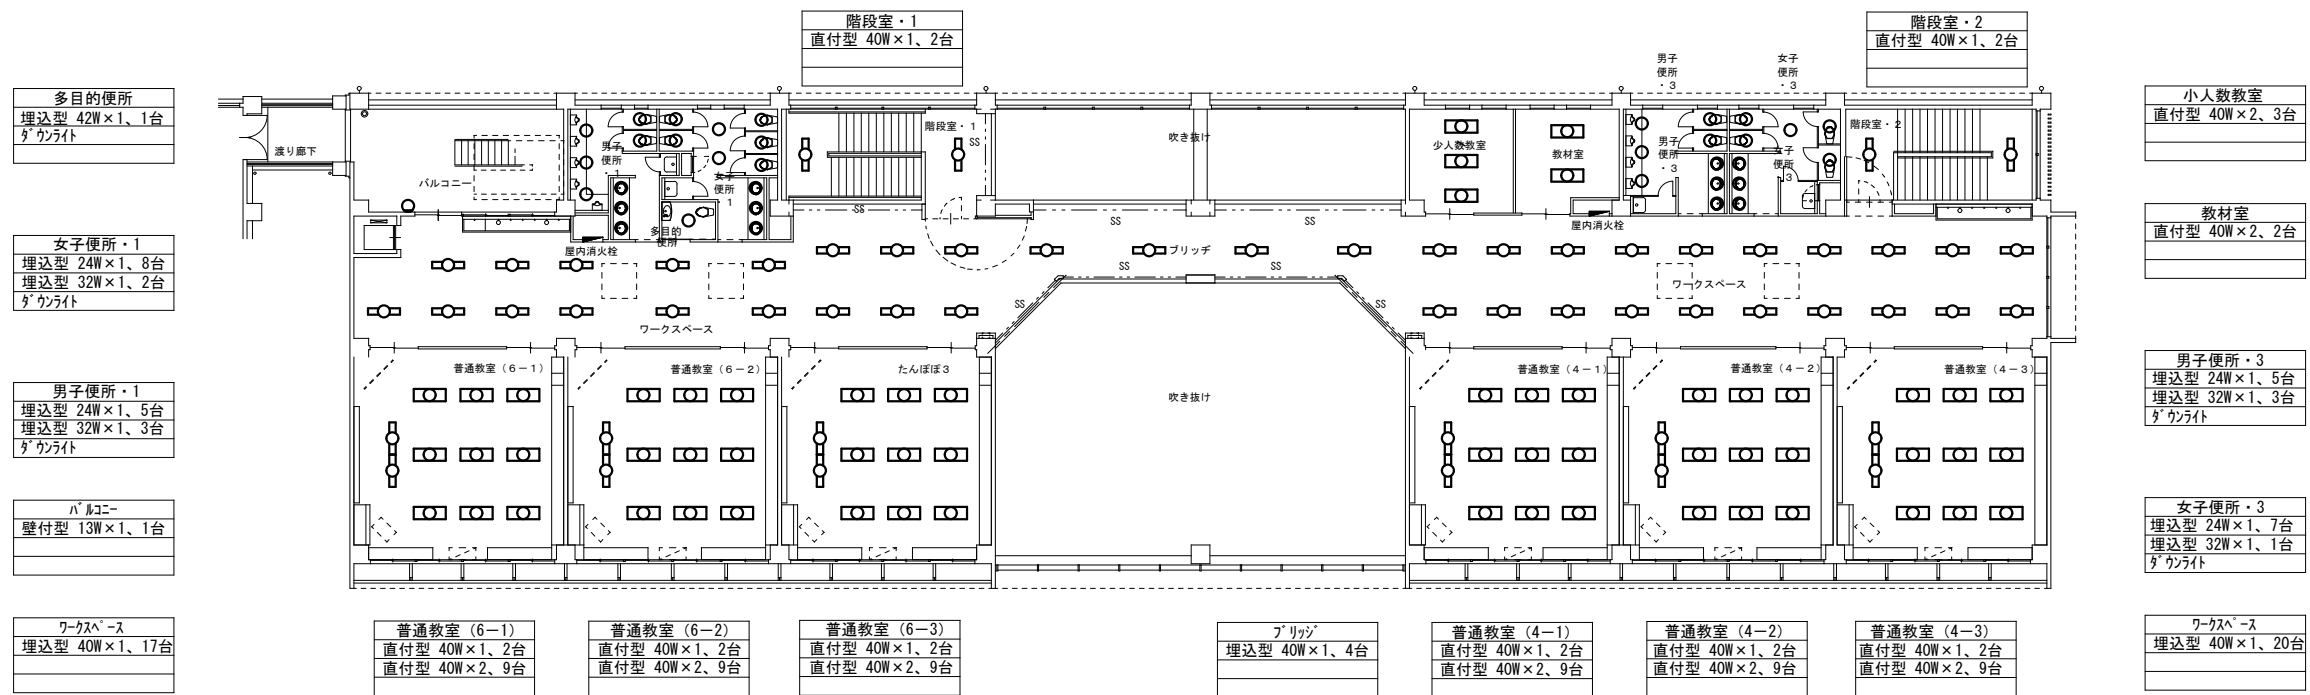 階段室・1
直付型 40W×1、2台
階段室・2
直付型 40W×1、2台
多目的便所
埋込型 42W×1、1台
ﾀﾞｳﾝﾗｲﾄ
女子便所・1
埋込型 24W×1、8台
埋込型 32W×1、2台
ﾀﾞｳﾝﾗｲﾄ
男子便所・1
埋込型 24W×1、5台
埋込型 32W×1、3台
ﾀﾞｳﾝﾗｲﾄ
ﾊﾞﾙｺﾆｰ
壁付型 13W×1、1台
ﾜｰｸｽﾍﾟｰｽ
埋込型 40W×1、17台
渡り廊下
バルコニー
男子
便所
・1
女子
便所
・1
多目的
便所
屋内消火栓
階段室・1
SS
SS
吹き抜け
SS
SS
ブリッヂ
SS
SS
SS
SS
少人数教室
教材室
屋内消火栓
男子
便所
・3
女子
便所
・3
男子
便所
・3
女子
便所
・3
階段室・2
ワークスペース
ワークスペース
普通教室（6－1）
普通教室（6－2）
たんぽぽ3
吹き抜け
普通教室（4－1）
普通教室（4－2）
普通教室（4－3）
小人数教室
直付型 40W×2、3台
教材室
直付型 40W×2、2台
男子便所・3
埋込型 24W×1、5台
埋込型 32W×1、3台
ﾀﾞｳﾝﾗｲﾄ
女子便所・3
埋込型 24W×1、7台
埋込型 32W×1、1台
ﾀﾞｳﾝﾗｲﾄ
ﾜｰｸｽﾍﾟｰｽ
埋込型 40W×1、20台
普通教室（6－1）
直付型 40W×1、2台
直付型 40W×2、9台
普通教室（6－2）
直付型 40W×1、2台
直付型 40W×2、9台
普通教室（6－3）
直付型 40W×1、2台
直付型 40W×2、9台
ﾌﾞﾘｯｼﾞ
埋込型 40W×1、4台
普通教室（4－1）
直付型 40W×1、2台
直付型 40W×2、9台
普通教室（4－2）
直付型 40W×1、2台
直付型 40W×2、9台
普通教室（4－3）
直付型 40W×1、2台
直付型 40W×2、9台